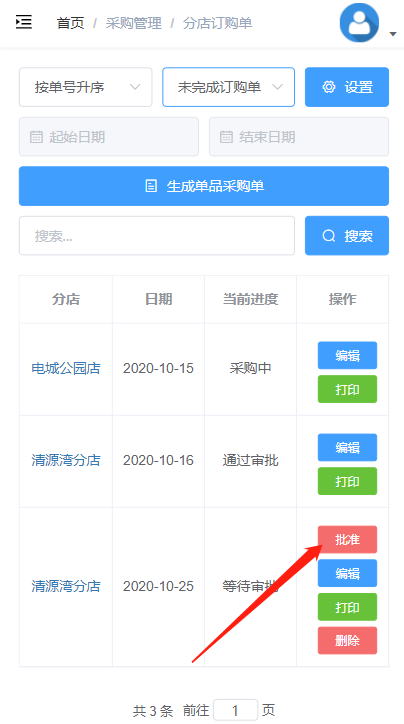 首页 / 采购管理 / 分店订购单
按单号升序 未完成订购单 设置
起始日期 结束日期
生成单品采购单
搜索... 搜索
分店 日期 当前进度 操作
编辑
电城公园店 2020-10-15 采购中
打印
编辑
清源湾分店 2020-10-16 通过审批
打印
批准
编辑
清源湾分店 2020-10-25 等待审批
打印
删除
共 3 条 前往 1 页